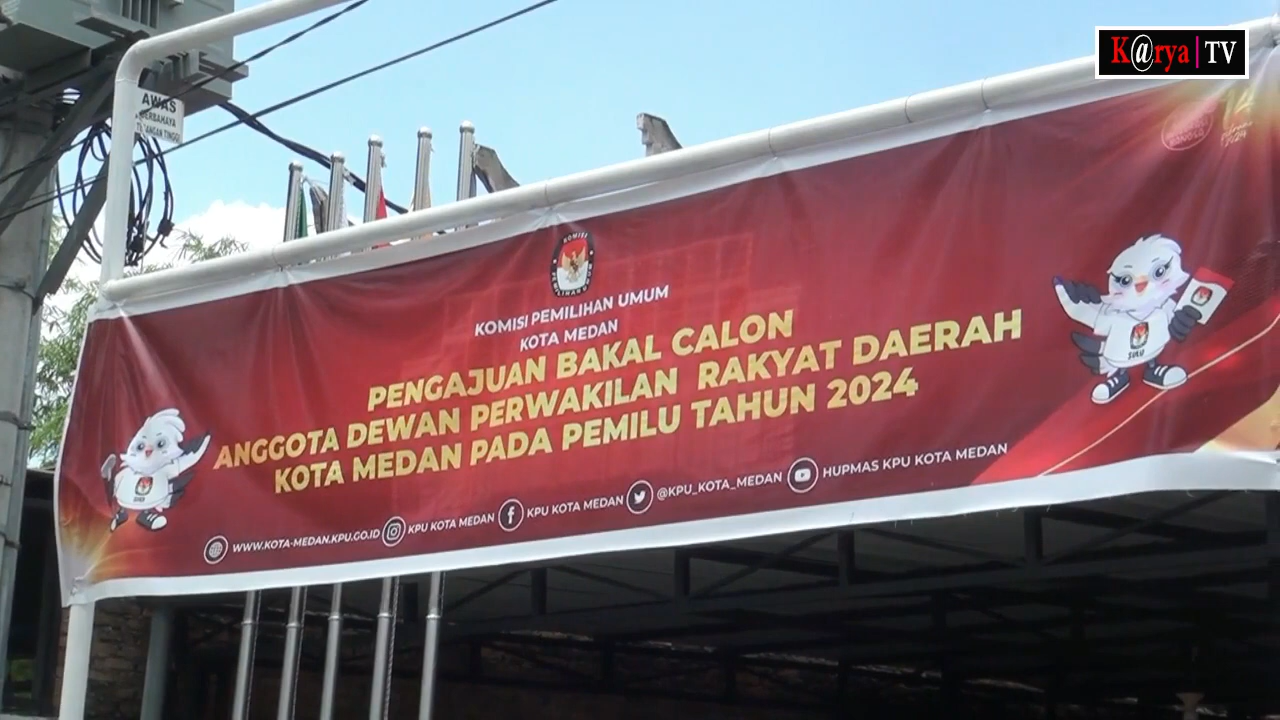 K@rya TV
AWAS
KOMISI PEMILIHAN UMUM
KOTA MEDAN
PENGAJUAN BAKAL CALON
ANGGOTA DEWAN PERWAKILAN RAKYAT DAERAH
KOTA MEDAN PADA PEMILU TAHUN 2024
WWW.KOTA-MEDAN.KPU.GO.ID KPU KOTA MEDAN KPU KOTA MEDAN @KPU_KOTA_MEDAN HUPMAS KPU KOTA MEDAN
SULU